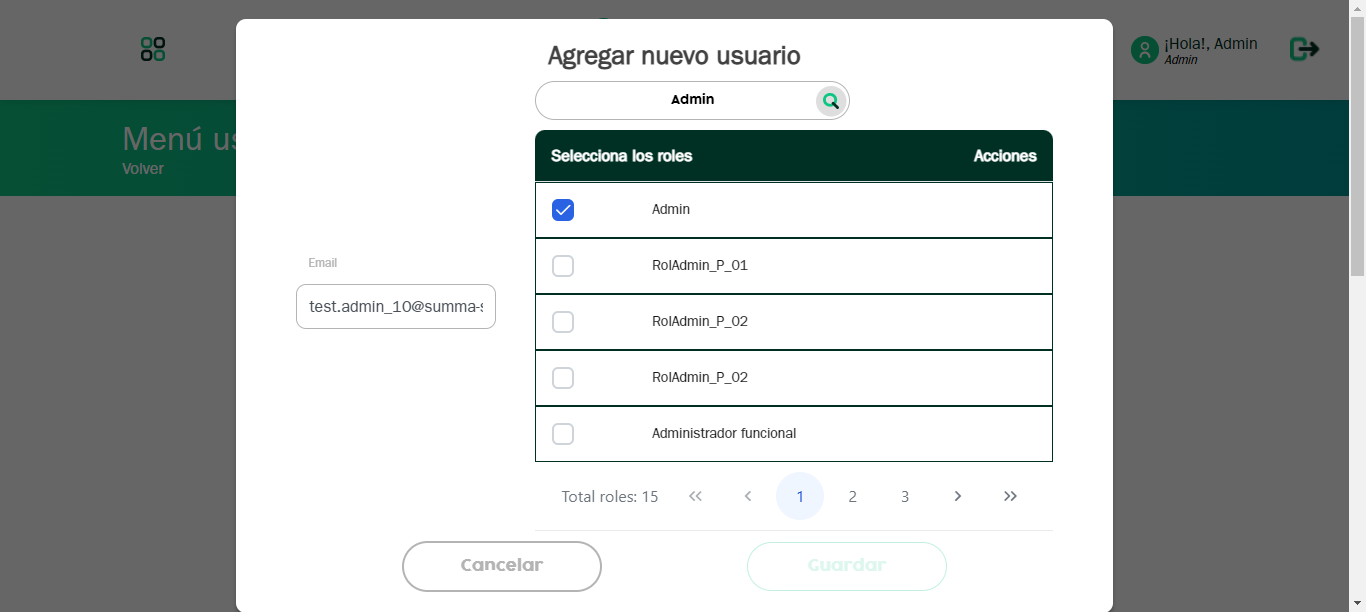 ¡Hola!, Admin
Admin
Menú us
Volver
Agregar nuevo usuario
Admin
Selecciona los roles Acciones
Admin
RolAdmin_P_01
RolAdmin_P_02
RolAdmin_P_02
Administrador funcional
Email
test.admin_10@summa-s
Total roles: 15 1 2 3
Cancelar Guardar